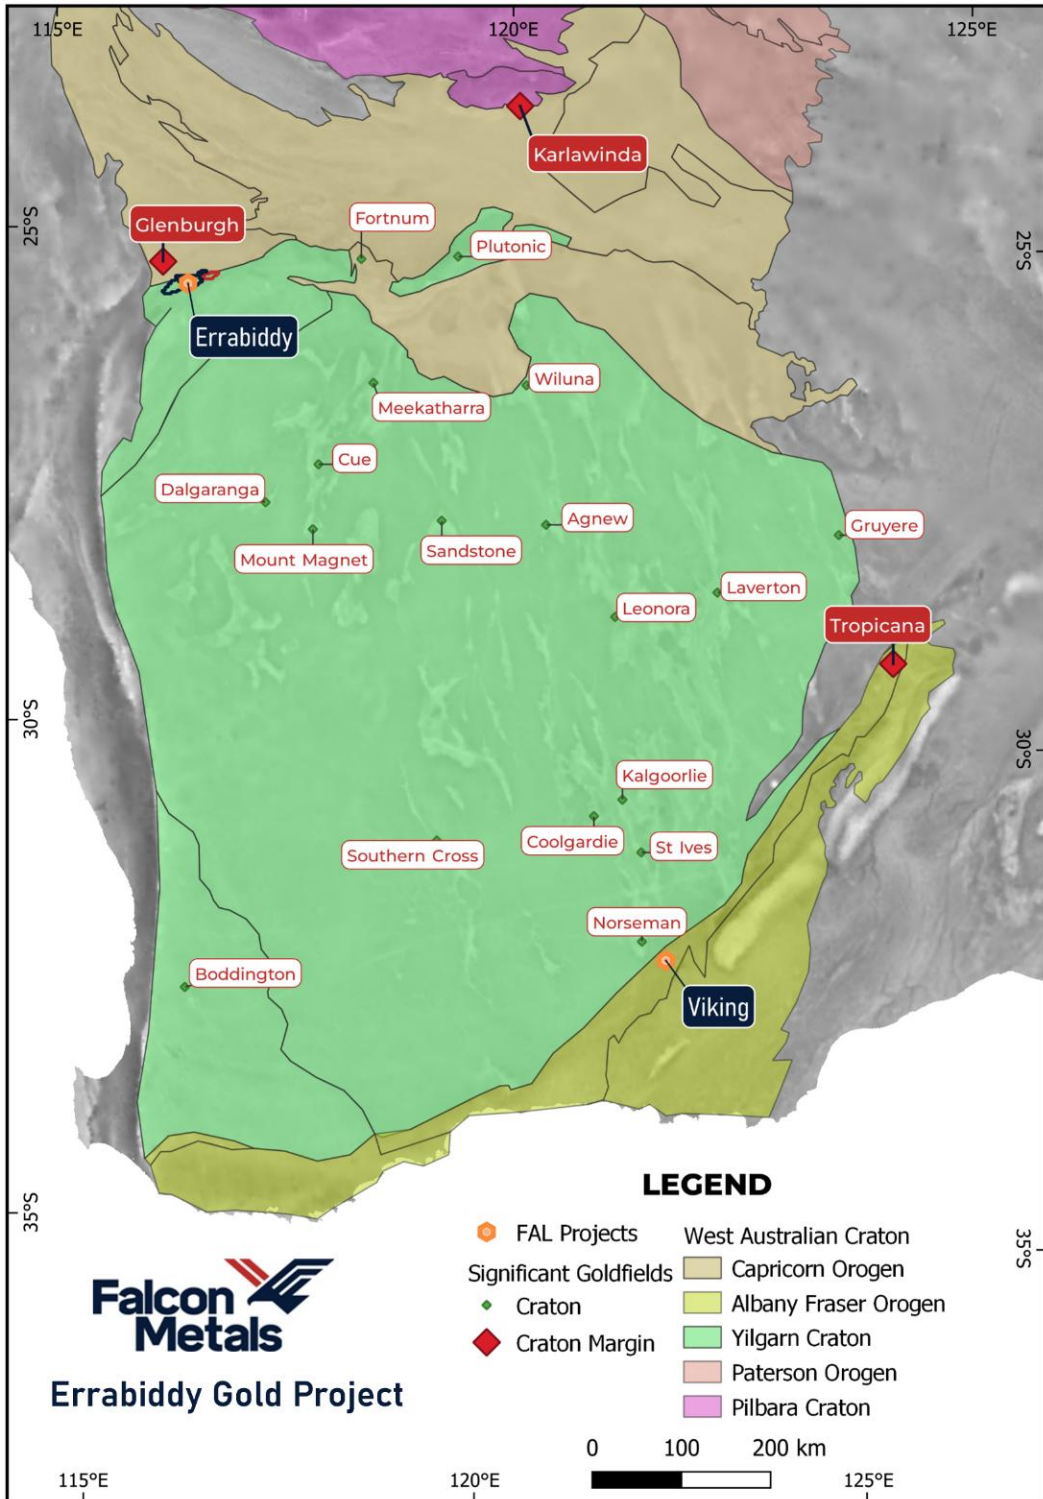 115°E
120°E
125°E
Karlawinda
25°S
Glenburgh
Fortnum
Plutonic
25°S
Errabiddy
Wiluna
Meekatharra
Cue
Dalgaranga
Agnew
Gruyere
Mount Magnet
Sandstone
Laverton
Leonora
Tropicana
30°S
30°S
Kalgoorlie
Coolgardie
St Ives
Southern Cross
Norseman
Boddington
Viking
35°S
35°S
LEGEND
FAL Projects
Significant Goldfields
Craton
Craton Margin
West Australian Craton
Capricorn Orogen
Albany Fraser Orogen
Yilgarn Craton
Paterson Orogen
Pilbara Craton
Falcon
Metals
Errabiddy Gold Project
0 100 200 km
115°E
120°E
125°E